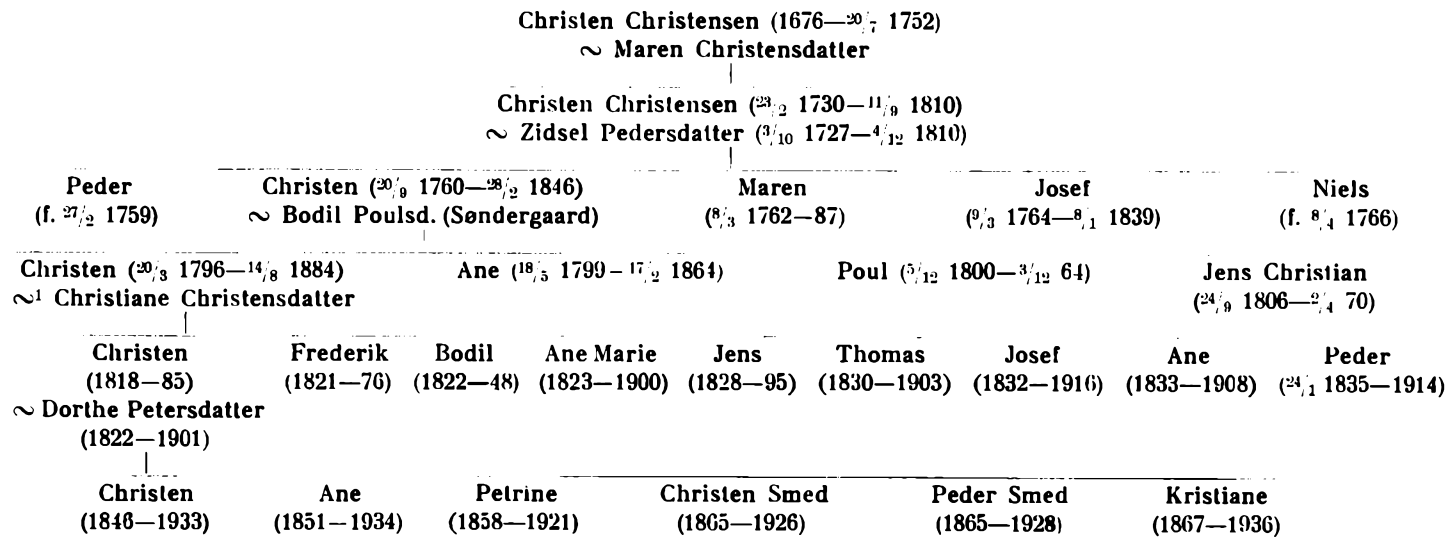 Christen Christensen (1676—20/7 1752)
∾ Maren Christensdatter
Christen Christensen (23/2 1730—11/9 1810)
∾ Zidsel Pedersdatter (3/10 1727—4/12 1810)
Peder Christen (20/9 1760—28/2 1846) Maren Josef Niels
(f. 27/2 1759) ∾ Bodil Poulsd. (Søndergaard) (8/3 1762—87) (9/3 1764—8/1 1839) (f. 8/4 1766)
Christen (20/3 1796—14/8 1884) Ane (18/5 1799—17/2 1864) Poul (5/12 1800—3/12 64) Jens Christian
∾1 Christiane Christensdatter (24/9 1806—2/4 70)
Christen Frederik Bodil Ane Marie Jens Thomas Josef Ane Peder
(1818—85) (1821—76) (1822—48) (1823—1900) (1828—95) (1830—1903) (1832—1916) (1833—1908) (24/1 1835—1914)
∾ Dorthe Petersdatter
(1822—1901)
Christen Ane Petrine Christen Smed Peder Smed Kristiane
(1846—1933) (1851—1934) (1858—1921) (1865—1926) (1865—1928) (1867—1936)